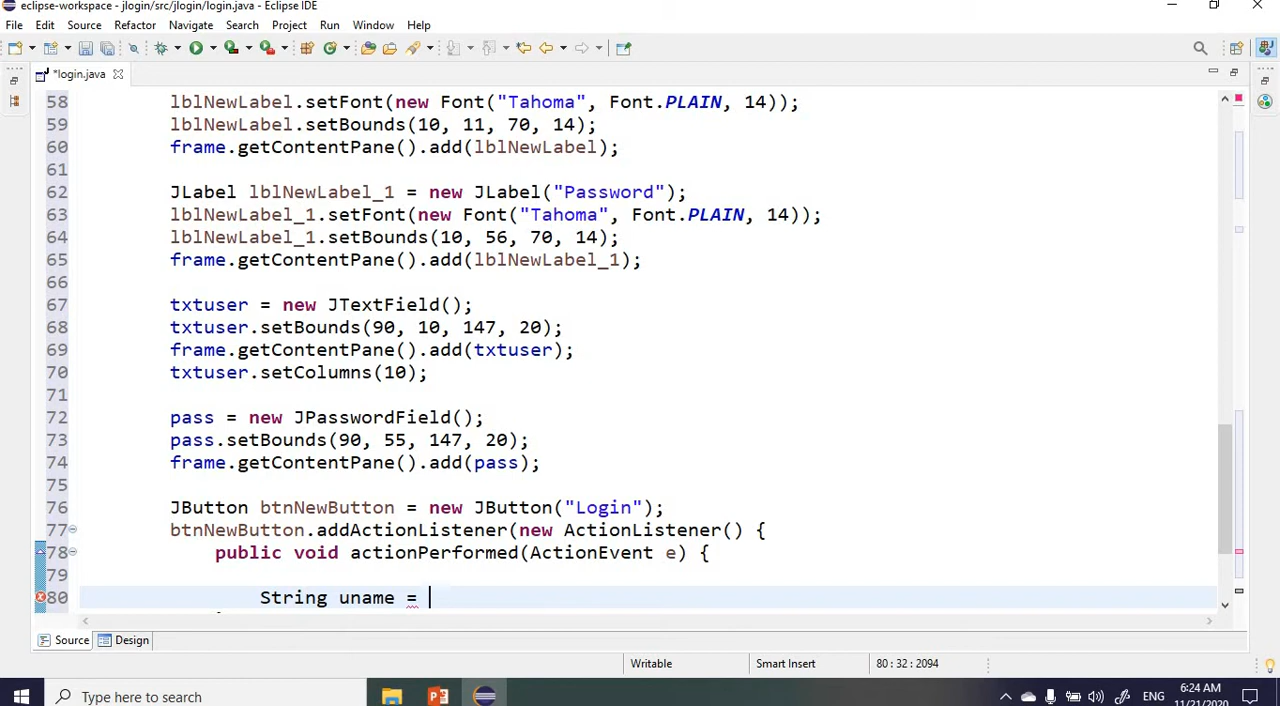 eclipse-workspace - jlogin/src/jlogin/login.java - Eclipse IDE
File Edit Source Refactor Navigate Search Project Run Window Help
*login.java
58 lblNewLabel.setFont(new Font("Tahoma", Font.PLAIN, 14));
59 lblNewLabel.setBounds(10, 11, 70, 14);
60 frame.getContentPane().add(lblNewLabel);
61
62 JLabel lblNewLabel_1 = new JLabel("Password");
63 lblNewLabel_1.setFont(new Font("Tahoma", Font.PLAIN, 14));
64 lblNewLabel_1.setBounds(10, 56, 70, 14);
65 frame.getContentPane().add(lblNewLabel_1);
66
67 txtuser = new JTextField();
68 txtuser.setBounds(90, 10, 147, 20);
69 frame.getContentPane().add(txtuser);
70 txtuser.setColumns(10);
71
72 pass = new JPasswordField();
73 pass.setBounds(90, 55, 147, 20);
74 frame.getContentPane().add(pass);
75
76 JButton btnNewButton = new JButton("Login");
77 btnNewButton.addActionListener(new ActionListener() {
78 public void actionPerformed(ActionEvent e) {
79
80 String uname =
Source Design
Writable Smart Insert 80 : 32 : 2094
Type here to search ENG 6:24 AM
11/21/2020